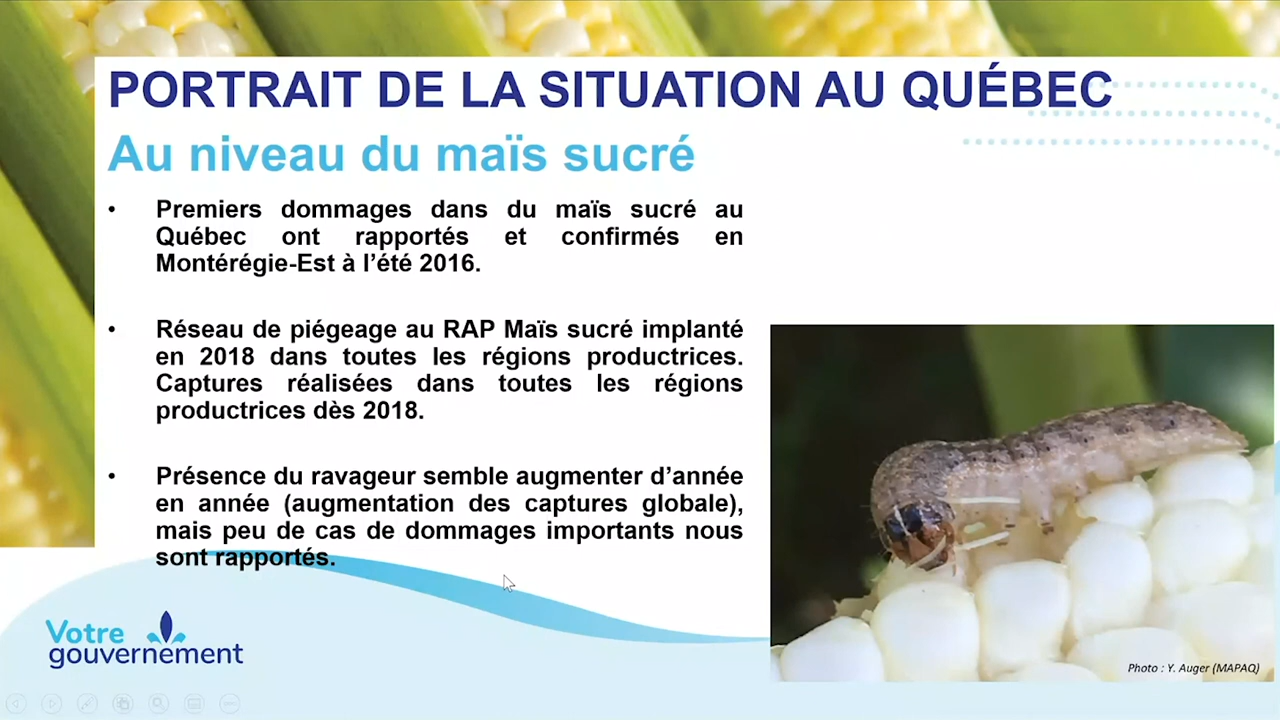 PORTRAIT DE LA SITUATION AU QUÉBEC
Au niveau du maïs sucré
• Premiers dommages dans du maïs sucré au
Québec ont rapportés et confirmés en
Montérégie-Est à l’été 2016.
• Réseau de piégeage au RAP Maïs sucré implanté
en 2018 dans toutes les régions productrices.
Captures réalisées dans toutes les régions
productrices dès 2018.
• Présence du ravageur semble augmenter d’année
en année (augmentation des captures globale),
mais peu de cas de dommages importants nous
sont rapportés.
Votre
gouvernement
Photo : Y. Auger (MAPAQ)